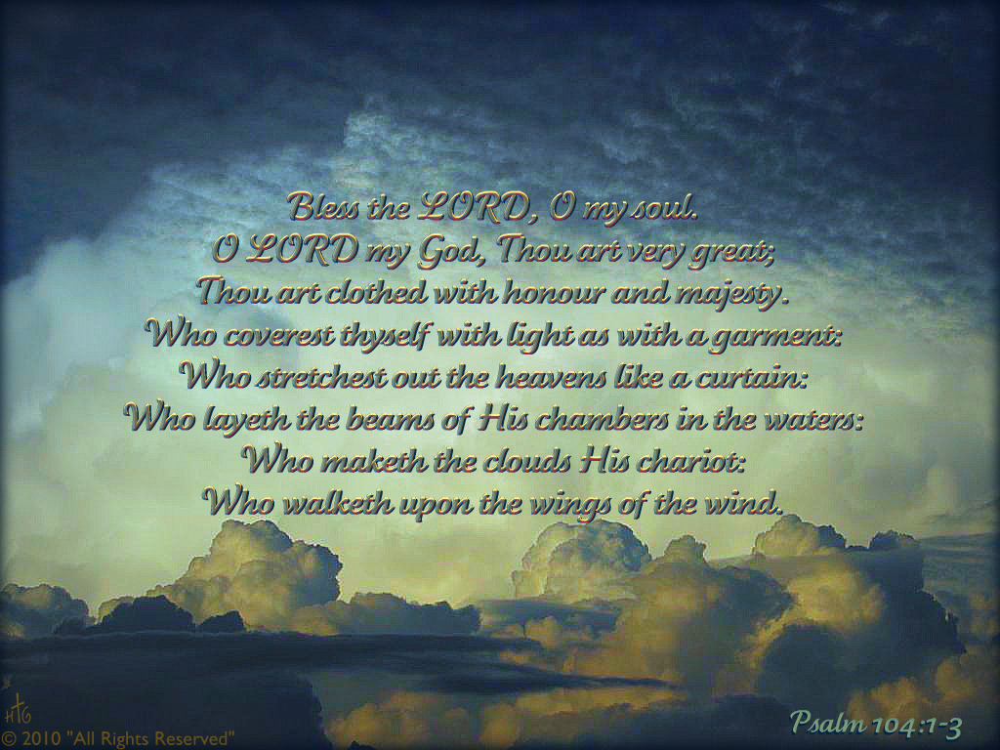 Bless the LORD, O my soul.
O LORD my God, Thou art very great;
Thou art clothed with honour and majesty.
Who coverest thyself with light as with a garment:
Who stretchest out the heavens like a curtain:
Who layeth the beams of His chambers in the waters:
Who maketh the clouds His chariot:
Who walketh upon the wings of the wind.
Psalm 104:1-3
HTG
© 2010 "All Rights Reserved"